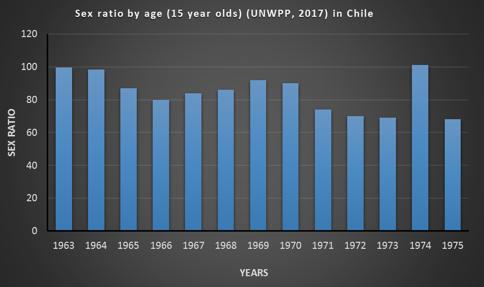 Sex ratio by age (15 year olds) (UNWPP, 2017) in Chile
120
100
80
60
40
20
0
SEX RATIO
1963 1964 1965 1966 1967 1968 1969 1970 1971 1972 1973 1974 1975
YEARS